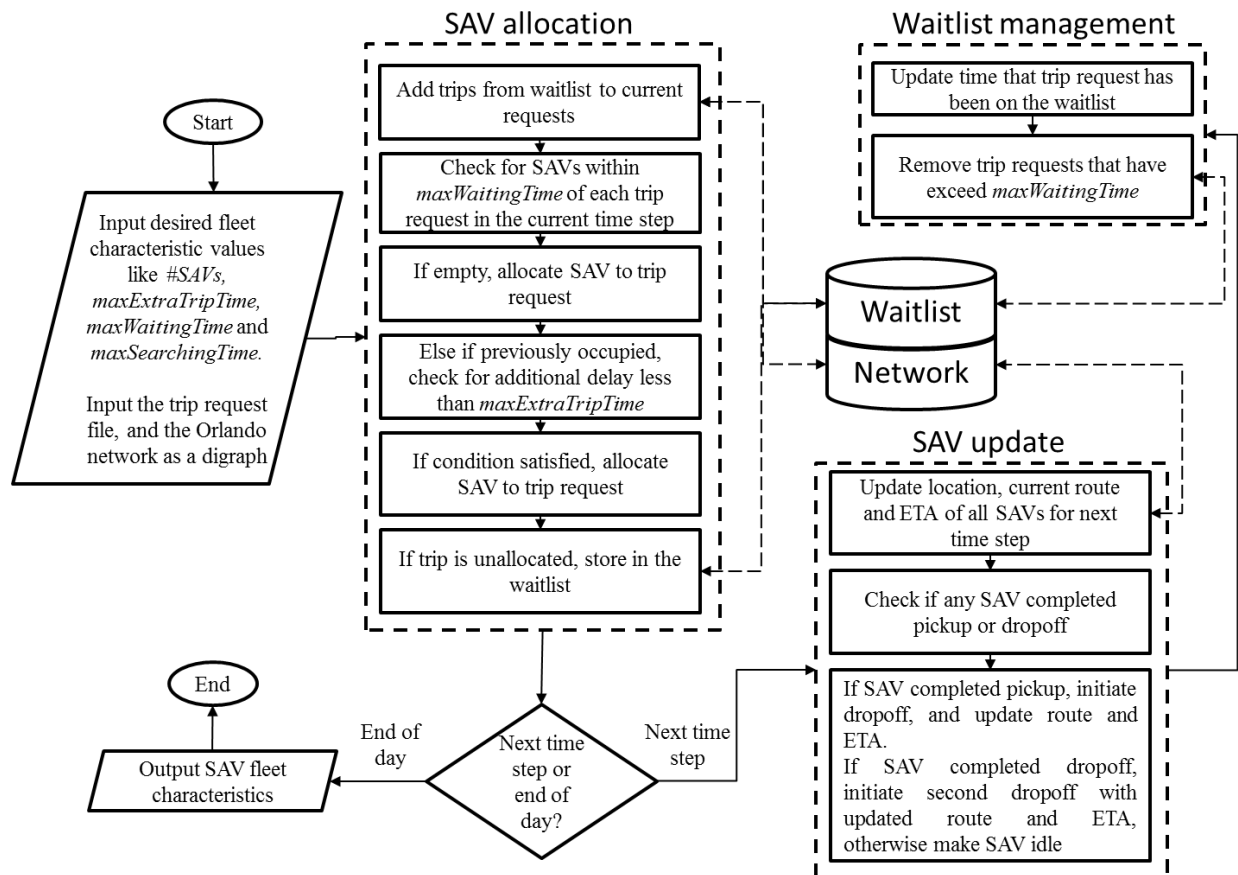 SAV allocation
Waitlist management
Start
Input desired fleet
characteristic values
like #SAVs,
maxExtraTripTime,
maxWaitingTime and
maxSearchingTime.
Input the trip request
file, and the Orlando
network as a digraph
Add trips from waitlist to current
requests
Check for SAVs within
maxWaitingTime of each trip
request in the current time step
If empty, allocate SAV to trip
request
Else if previously occupied,
check for additional delay less
than maxExtraTripTime
If condition satisfied, allocate
SAV to trip request
If trip is unallocated, store in the
waitlist
Update time that trip request has
been on the waitlist
Remove trip requests that have
exceed maxWaitingTime
Waitlist
Network
SAV update
Update location, current route
and ETA of all SAVs for next
time step
Check if any SAV completed
pickup or dropoff
If SAV completed pickup, initiate
dropoff, and update route and
ETA.
If SAV completed dropoff,
initiate second dropoff with
updated route and ETA,
otherwise make SAV idle
End
Output SAV fleet
characteristics
End of
day
Next time
step or
end of
day?
Next time
step